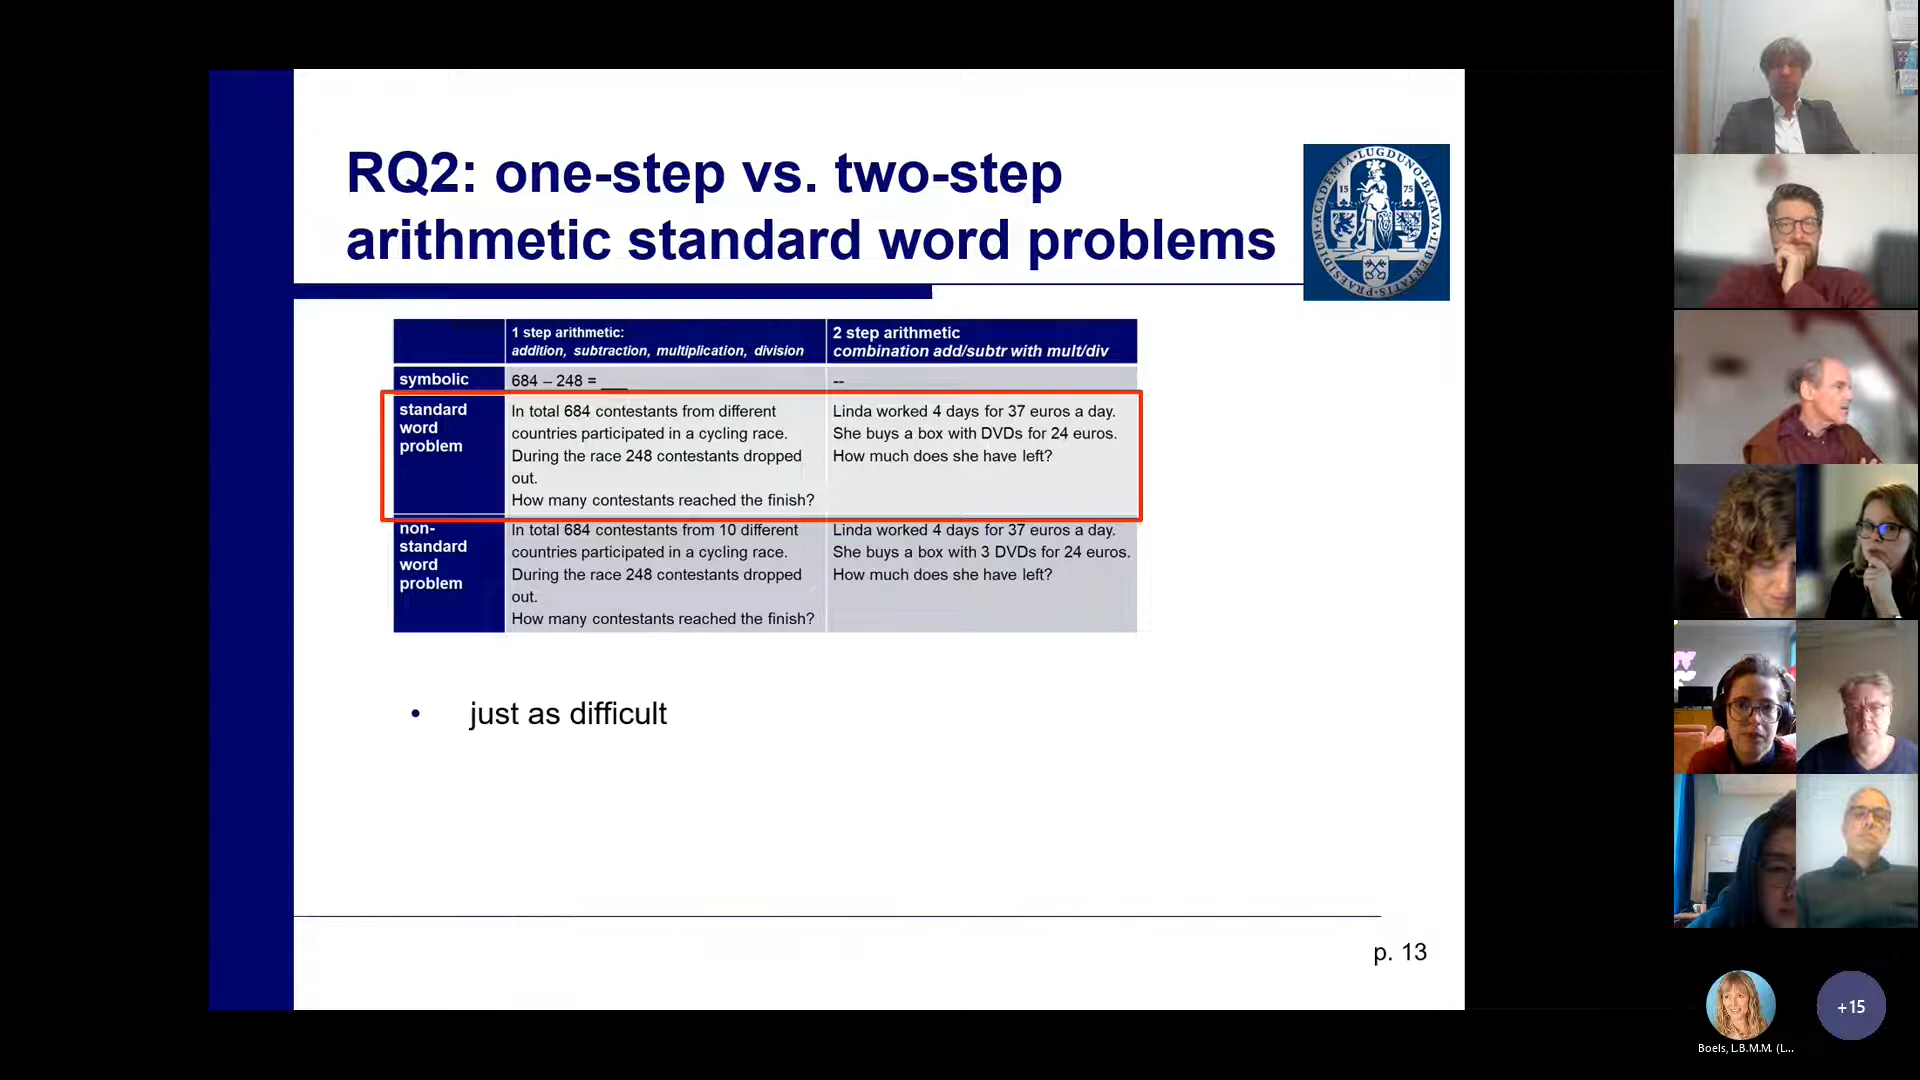 RQ2: one-step vs. two-step
arithmetic standard word problems
ACADEMIA LUGDUNO BATAVA LIBERTATIS PRAESIDIUM
15 75
1 step arithmetic:
addition, subtraction, multiplication, division
2 step arithmetic
combination add/subtr with mult/div
symbolic
684 – 248 = ___
--
standard
word
problem
In total 684 contestants from different
countries participated in a cycling race.
During the race 248 contestants dropped
out.
How many contestants reached the finish?
Linda worked 4 days for 37 euros a day.
She buys a box with DVDs for 24 euros.
How much does she have left?
non-
standard
word
problem
In total 684 contestants from 10 different
countries participated in a cycling race.
During the race 248 contestants dropped
out.
How many contestants reached the finish?
Linda worked 4 days for 37 euros a day.
She buys a box with 3 DVDs for 24 euros.
How much does she have left?
• just as difficult
p. 13
+15
Boels, L.B.M.M. (L...